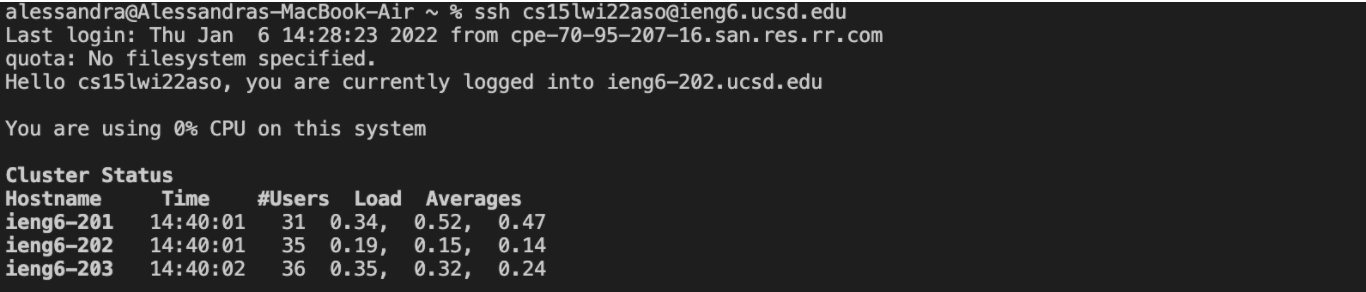 alessandra@Alessandras-MacBook-Air ~ % ssh cs15lwi22aso@ieng6.ucsd.edu
Last login: Thu Jan  6 14:28:23 2022 from cpe-70-95-207-16.san.res.rr.com
quota: No filesystem specified.
Hello cs15lwi22aso, you are currently logged into ieng6-202.ucsd.edu
You are using 0% CPU on this system
Cluster Status
Hostname     Time    #Users  Load  Averages
ieng6-201   14:40:01   31  0.34,  0.52,  0.47
ieng6-202   14:40:01   35  0.19,  0.15,  0.14
ieng6-203   14:40:02   36  0.35,  0.32,  0.24